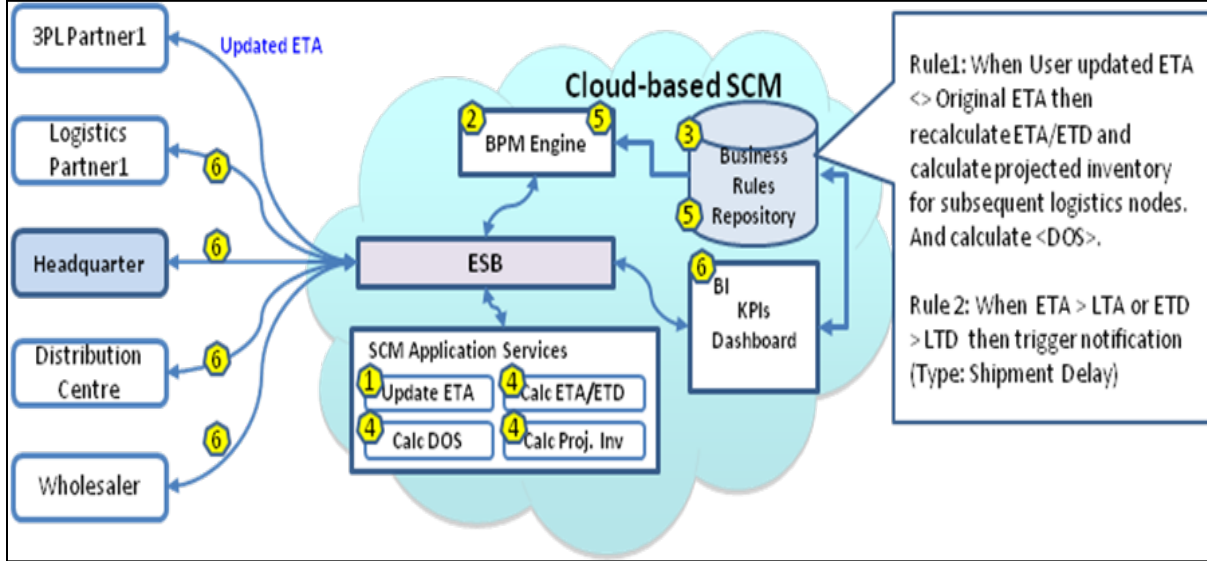 3PL Partner1
Updated ETA
Logistics
Partner1
6
Headquarter
6
Distribution
Centre
6
Wholesaler
6
Cloud-based SCM
2
5
BPM Engine
3
Business
Rules
Repository
5
ESB
6
BI
KPIs
Dashboard
SCM Application Services
1
Update ETA
4
Calc ETA/ETD
4
Calc DOS
4
Calc Proj. Inv
Rule1: When User updated ETA
<> Original ETA then
recalculate ETA/ETD and
calculate projected inventory
for subsequent logistics nodes.
And calculate <DOS>.
Rule 2: When ETA > LTA or ETD
> LTD then trigger notification
(Type: Shipment Delay)